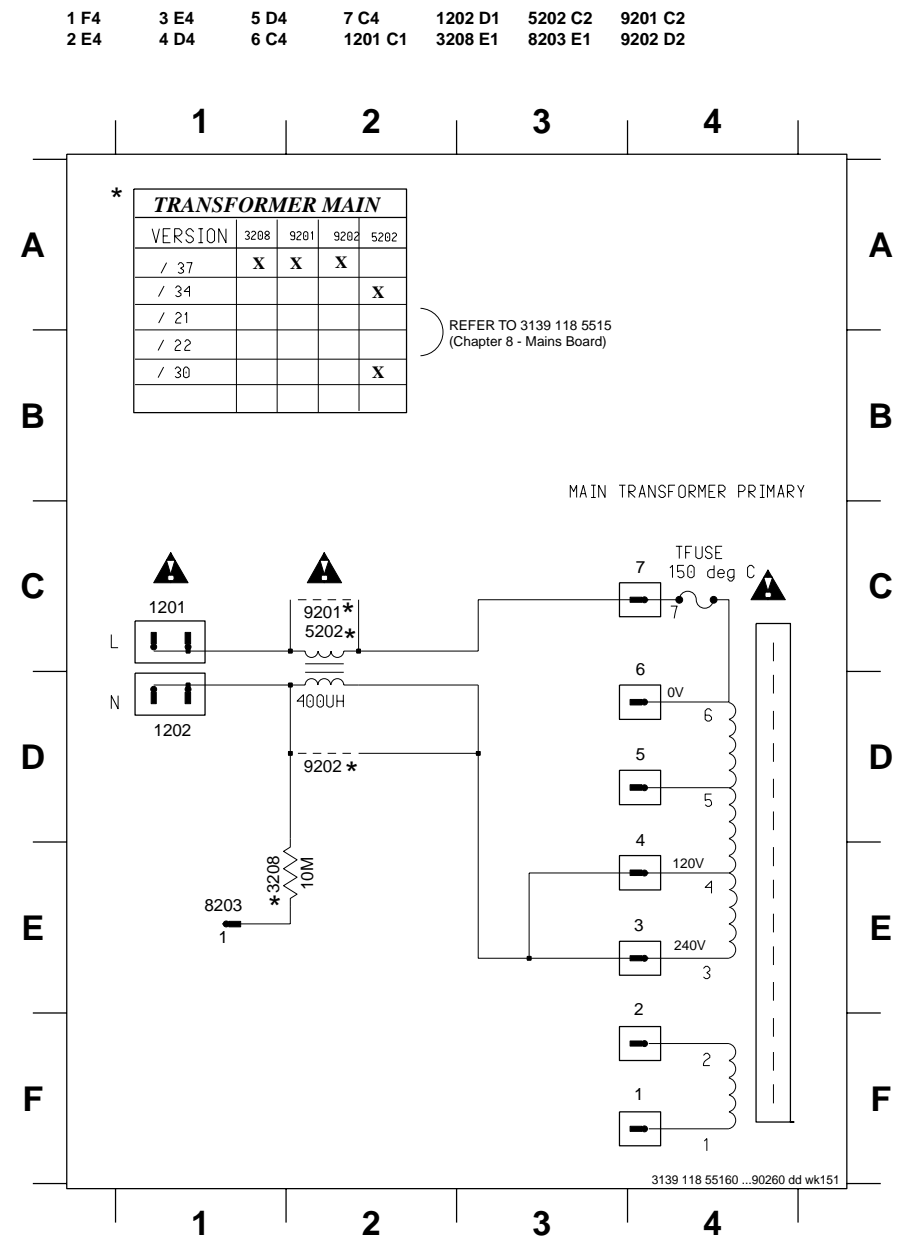 1 F4 3 E4 5 D4 7 C4 1202 D1 5202 C2 9201 C2
2 E4 4 D4 6 C4 1201 C1 3208 E1 8203 E1 9202 D2
1 2 3 4
*
TRANSFORMER MAIN
VERSION 3208 9201 9202 5202
A A
/ 37 X X X
/ 34 X
/ 21
REFER TO 3139 118 5515
(Chapter 8 - Mains Board)
/ 22
/ 30 X
B B
MAIN TRANSFORMER PRIMARY
TFUSE
150 deg C
7
C C
1201
9201*
5202*
7
L
6
0V
N
400UH
6
1202
D D
5
9202 *
5
4
120V
4
* 3208
10M
8203
1
E E
3
240V
3
2
2
F F
1
1
3139 118 55160 ...90260 dd wk151
1 2 3 4